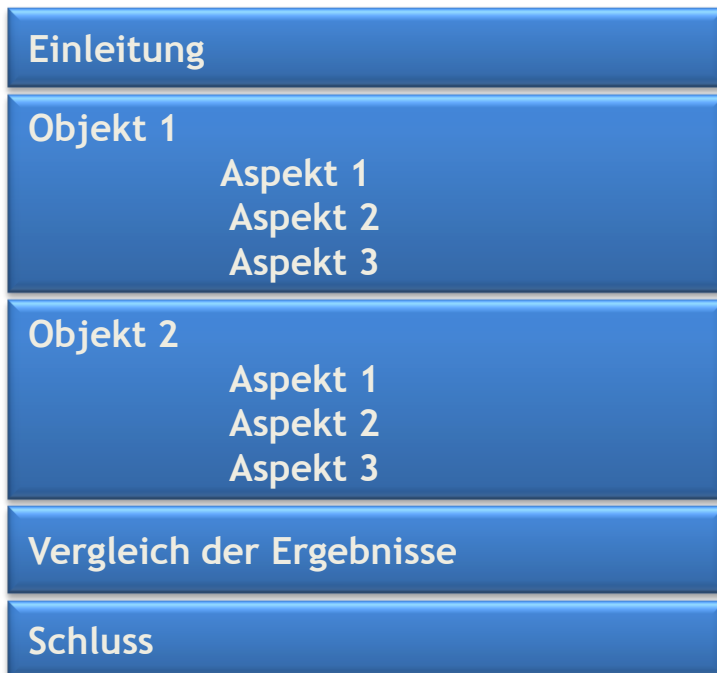 Einleitung
Objekt 1
Aspekt 1
Aspekt 2
Aspekt 3
Objekt 2
Aspekt 1
Aspekt 2
Aspekt 3
Vergleich der Ergebnisse
Schluss